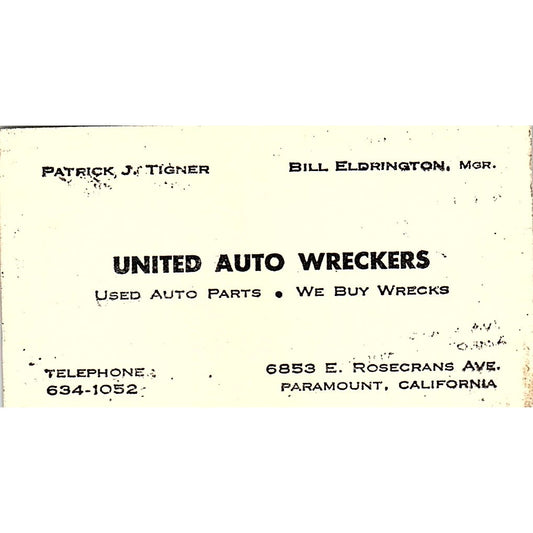 PATRICK J. TIGNER
BILL ELDRINGTON, MGR.
UNITED AUTO WRECKERS
USED AUTO PARTS • WE BUY WRECKS
TELEPHONE
634-1052
6853 E. ROSECRANS AVE.
PARAMOUNT, CALIFORNIA